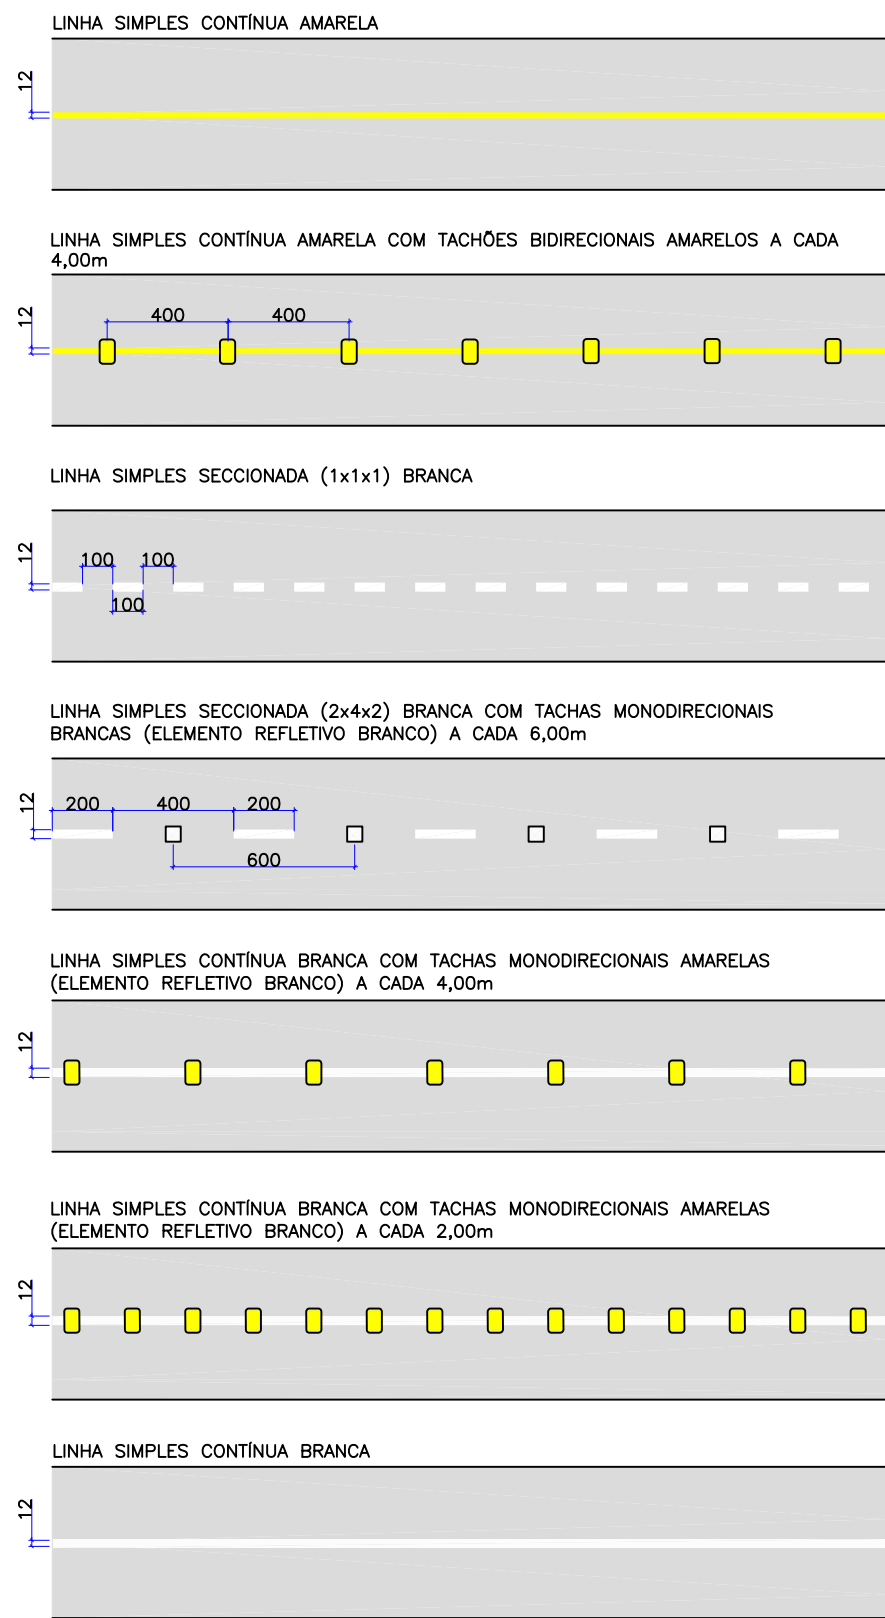 LINHA SIMPLES CONTÍNUA AMARELA
12
LINHA SIMPLES CONTÍNUA AMARELA COM TACHÕES BIDIRECIONAIS AMARELOS A CADA
4,00m
12
400 400
LINHA SIMPLES SECCIONADA (1x1x1) BRANCA
12
100 100
100
LINHA SIMPLES SECCIONADA (2x4x2) BRANCA COM TACHAS MONODIRECIONAIS
BRANCAS (ELEMENTO REFLETIVO BRANCO) A CADA 6,00m
12
200 400 200
600
LINHA SIMPLES CONTÍNUA BRANCA COM TACHAS MONODIRECIONAIS AMARELAS
(ELEMENTO REFLETIVO BRANCO) A CADA 4,00m
12
LINHA SIMPLES CONTÍNUA BRANCA COM TACHAS MONODIRECIONAIS AMARELAS
(ELEMENTO REFLETIVO BRANCO) A CADA 2,00m
12
LINHA SIMPLES CONTÍNUA BRANCA
12